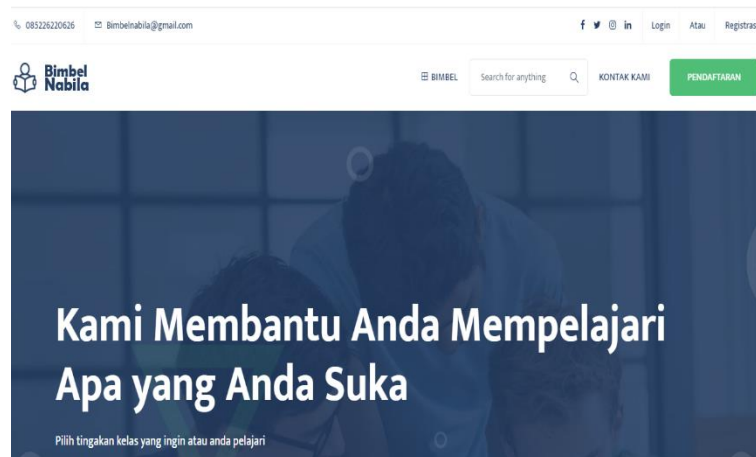 085226220626 Bimbelnabila@gmail.com Login Atau Registras
Bimbel
Nabila
BIMBEL Search for anything KONTAK KAMI PENDAFTARAN
Kami Membantu Anda Mempelajari
Apa yang Anda Suka
Pilih tingakan kelas yang ingin atau anda pelajari